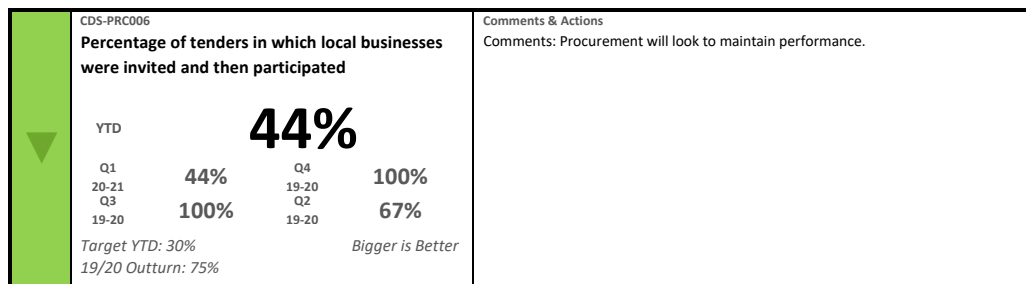 CDS-PRC006
Percentage of tenders in which local businesses
were invited and then participated
YTD
44%
Q1
20-21
44%
Q4
19-20
100%
Q3
19-20
100%
Q2
19-20
67%
Target YTD: 30%
Bigger is Better
19/20 Outturn: 75%
Comments & Actions
Comments: Procurement will look to maintain performance.